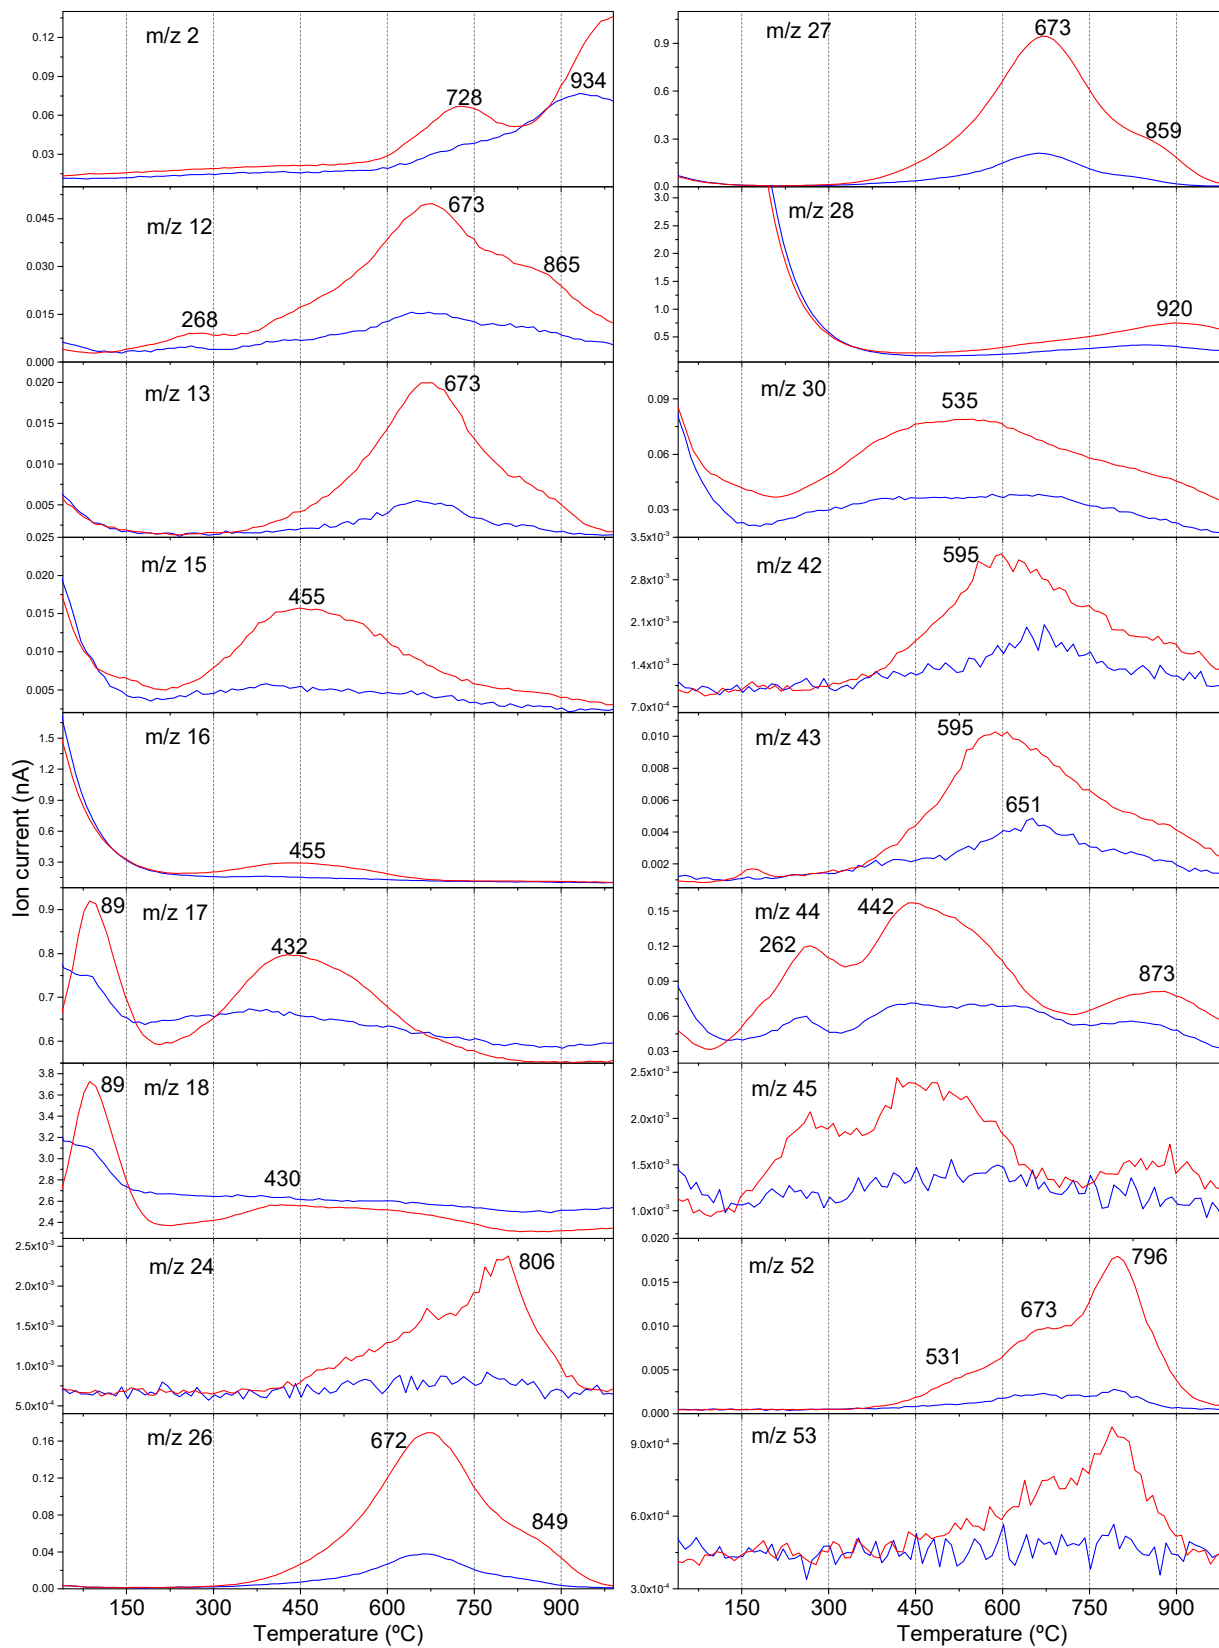 m/z 2
0.12
0.09
0.06
0.03
728
934
m/z 12
0.045
0.030
0.015
0.000
268
673
865
m/z 13
0.020
0.015
0.010
0.005
673
0.025
m/z 15
0.020
0.015
0.010
0.005
455
m/z 16
1.5
1.2
0.9
0.6
0.3
455
m/z 17
0.9
0.8
0.7
0.6
89
432
m/z 18
3.8
3.6
3.4
3.2
3.0
2.8
2.6
2.4
89
430
m/z 24
2.5x10⁻³
2.0x10⁻³
1.5x10⁻³
1.0x10⁻³
5.0x10⁻⁴
806
m/z 26
0.16
0.12
0.08
0.04
0.00
672
849
150 300 450 600 750 900
Temperature (ºC)
Ion current (nA)
m/z 27
0.9
0.6
0.3
0.0
673
859
m/z 28
3.0
2.5
2.0
1.5
1.0
0.5
920
m/z 30
0.09
0.06
0.03
535
3.5x10⁻³
m/z 42
2.8x10⁻³
2.1x10⁻³
1.4x10⁻³
7.0x10⁻⁴
595
m/z 43
0.010
0.008
0.006
0.004
0.002
595
651
m/z 44
0.15
0.12
0.09
0.06
0.03
262
442
873
m/z 45
2.5x10⁻³
2.0x10⁻³
1.5x10⁻³
1.0x10⁻³
0.020
m/z 52
0.015
0.010
0.005
0.000
531
673
796
m/z 53
9.0x10⁻⁴
6.0x10⁻⁴
3.0x10⁻⁴
150 300 450 600 750 900
Temperature (ºC)